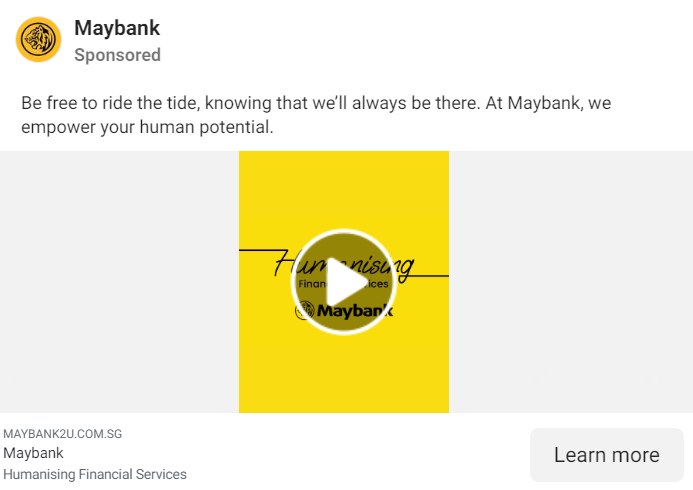 Maybank
Sponsored
Be free to ride the tide, knowing that we’ll always be there. At Maybank, we
empower your human potential.
Humanising
Financial Services
Maybank
MAYBANK2U.COM.SG
Maybank
Humanising Financial Services
Learn more